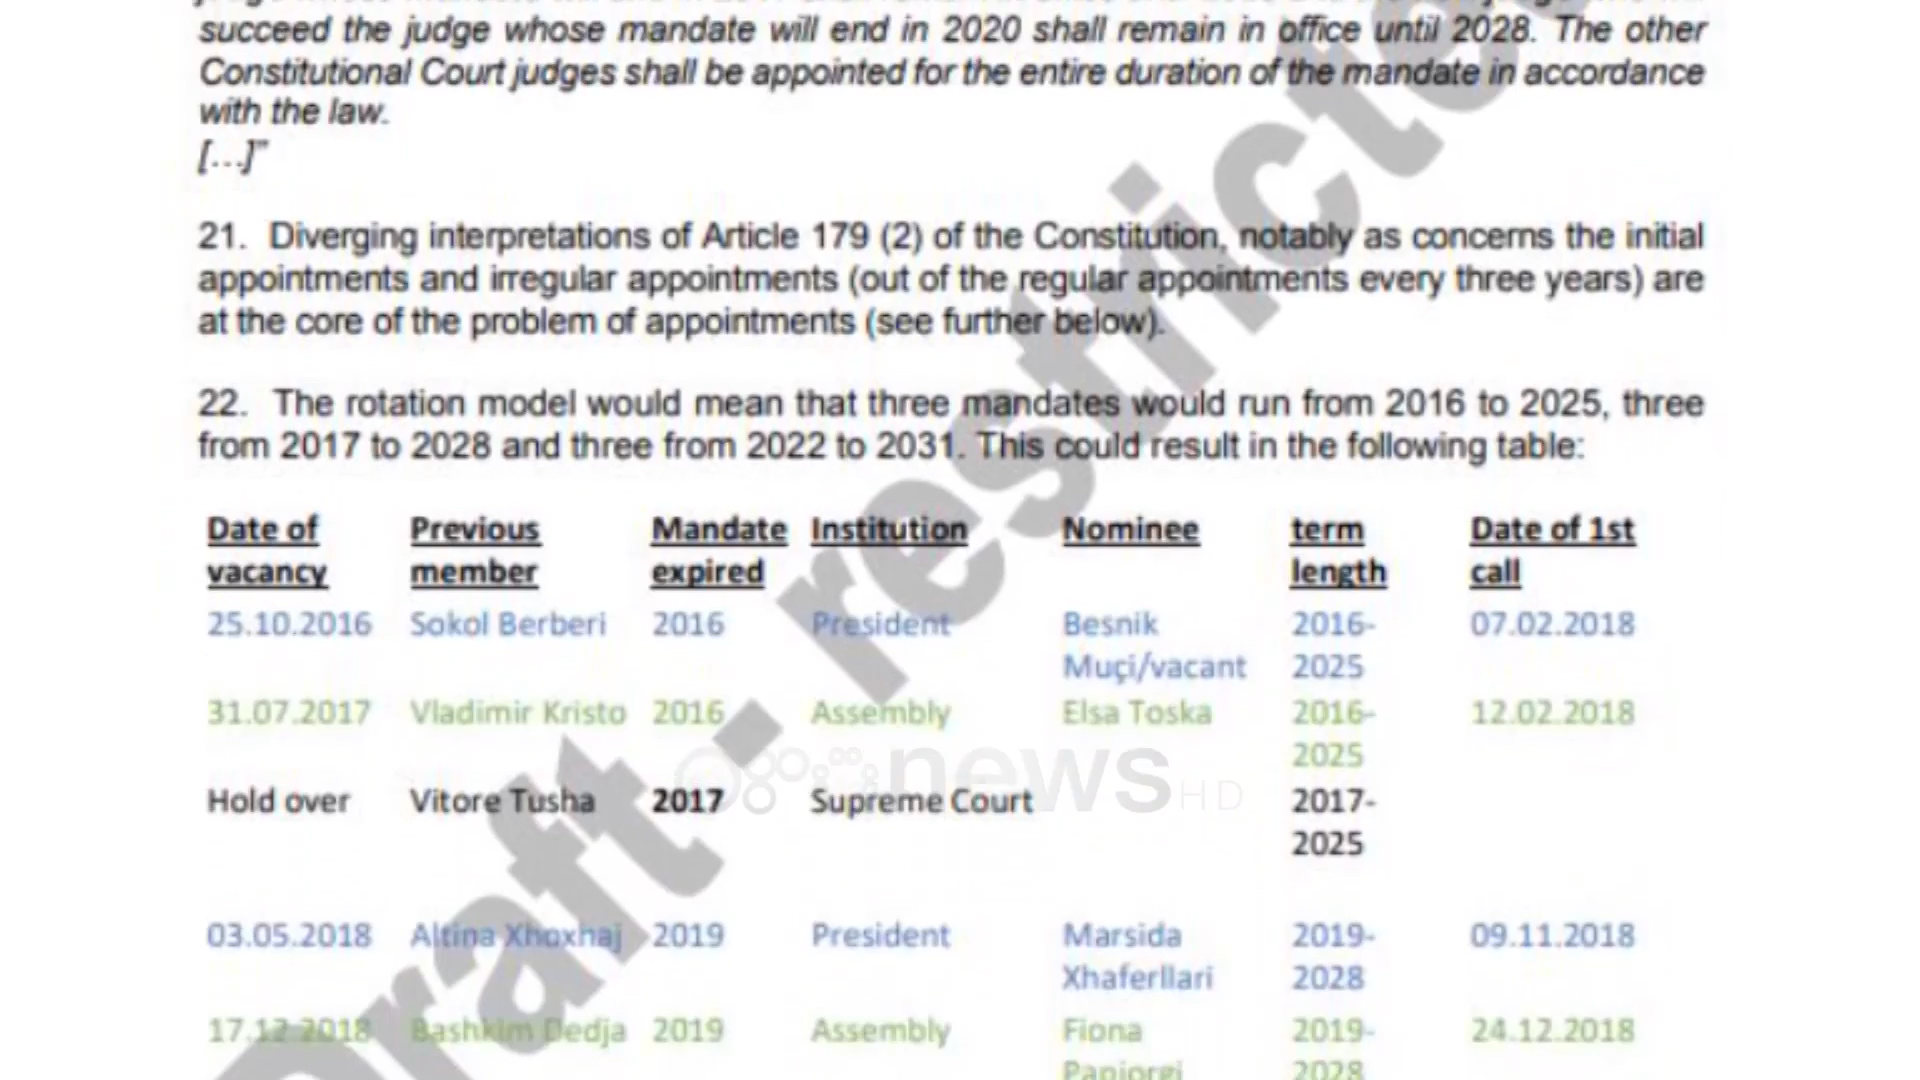 succeed the judge whose mandate will end in 2020 shall remain in office until 2028. The other
Constitutional Court judges shall be appointed for the entire duration of the mandate in accordance
with the law.
[...]"
21. Diverging interpretations of Article 179 (2) of the Constitution, notably as concerns the initial
appointments and irregular appointments (out of the regular appointments every three years) are
at the core of the problem of appointments (see further below).
22. The rotation model would mean that three mandates would run from 2016 to 2025, three
from 2017 to 2028 and three from 2022 to 2031. This could result in the following table:
Date of Previous Mandate Institution Nominee term Date of 1st
vacancy member expired length call
25.10.2016 Sokol Berberi 2016 President Besnik 2016- 07.02.2018
Muçi/vacant 2025
31.07.2017 Vladimir Kristo 2016 Assembly Elsa Toska 2016- 12.02.2018
2025
Hold over Vitore Tusha 2017 Supreme Court 2017-
2025
03.05.2018 Altina Xhoxhaj 2019 President Marsida 2019- 09.11.2018
Xhaferllari 2028
17.12.2018 Bashkim Dedja 2019 Assembly Fiona 2019- 24.12.2018
Papjorgji 2028
Draft - restricted
news HD